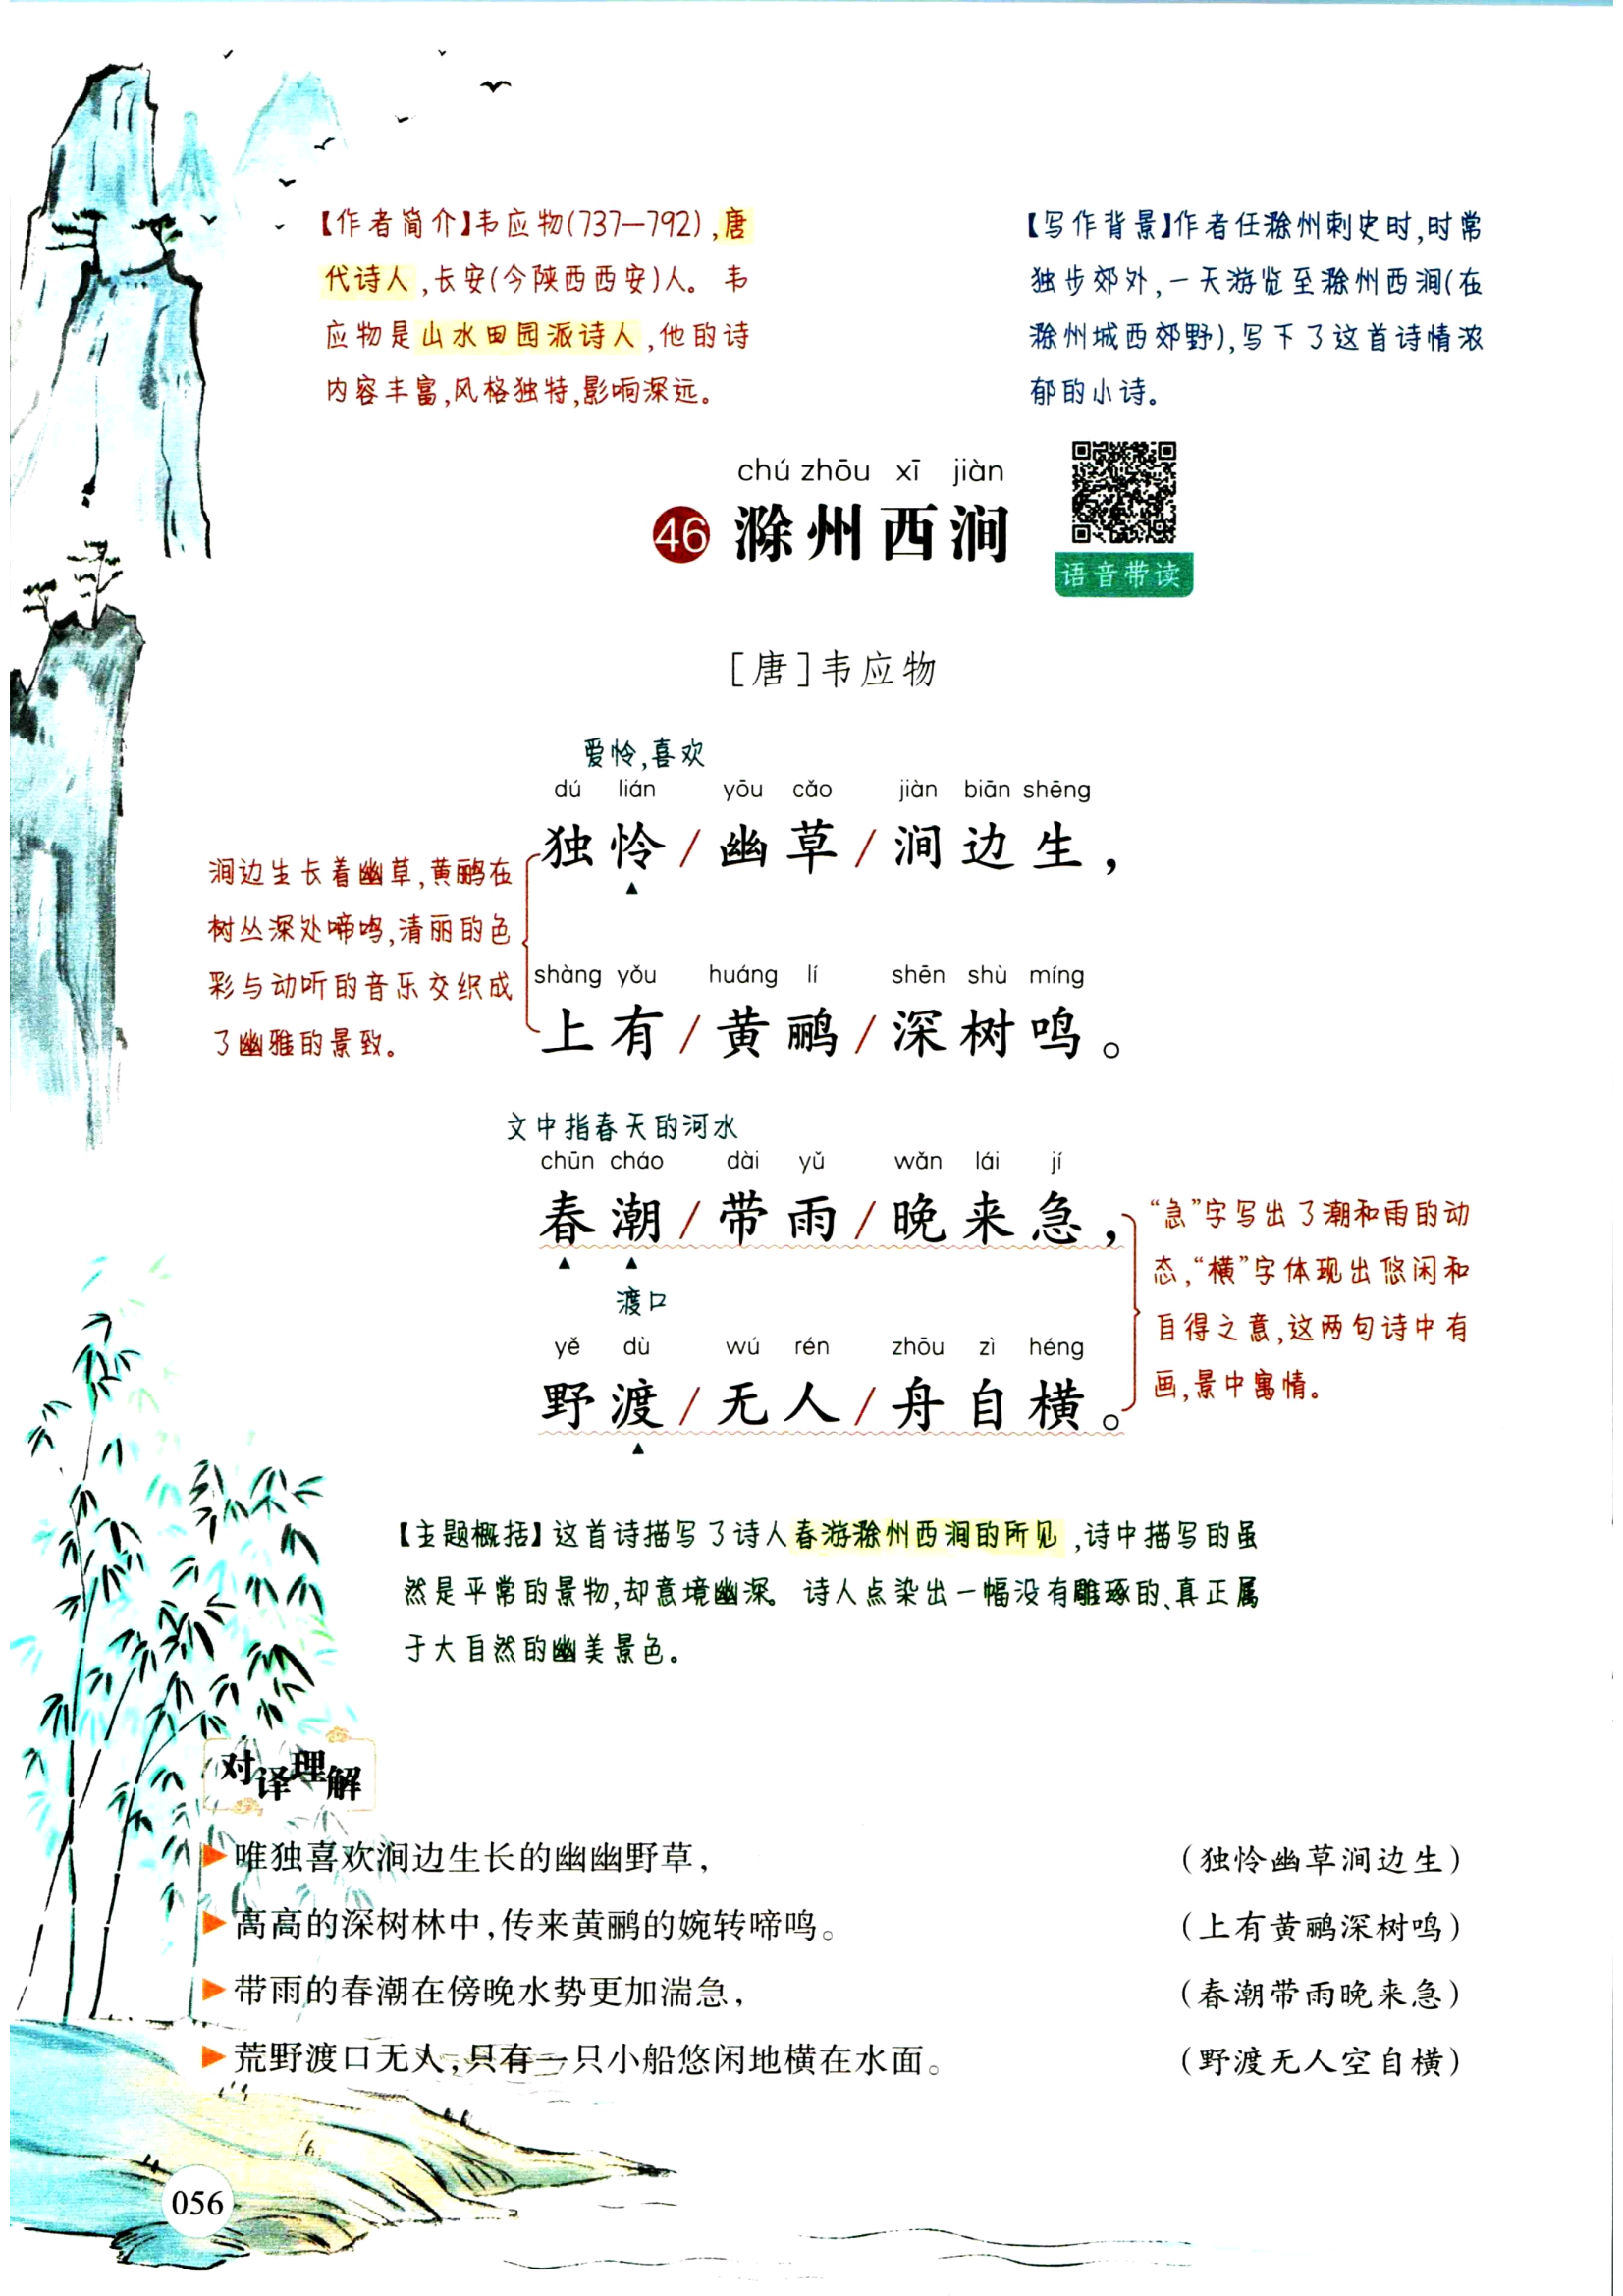 【作者简介】韦应物(737—792),唐
代诗人,长安(今陕西西安)人。韦
应物是山水田园派诗人,他的诗
内容丰富,风格独特,影响深远。
【写作背景】作者任滁州刺史时,时常
独步郊外,一天游览至滁州西涧(在
滁州城西郊野),写下了这首诗情浓
郁的小诗。
chú zhōu xī jiàn
46 滁州西涧
语音带读
[唐]韦应物
爱怜,喜欢
dú lián yōu cǎo jiàn biān shēng
独怜/幽草/涧边生,
涧边生长着幽草,黄鹂在
树丛深处啼鸣,清丽的色
彩与动听的音乐交织成
了幽雅的景致。
shàng yǒu huáng lí shēn shù míng
上有/黄鹂/深树鸣。
文中指春天的河水
chūn cháo dài yǔ wǎn lái jí
春潮/带雨/晚来急,
渡口
yě dù wú rén zhōu zì héng
野渡/无人/舟自横。
“急”字写出了潮和雨的动
态,“横”字体现出悠闲和
自得之意,这两句诗中有
画,景中寓情。
【主题概括】这首诗描写了诗人春游滁州西涧的所见,诗中描写的虽
然是平常的景物,却意境幽深。诗人点染出一幅没有雕琢的、真正属
于大自然的幽美景色。
对译理解
唯独喜欢涧边生长的幽幽野草, (独怜幽草涧边生)
高高的深树林中,传来黄鹂的婉转啼鸣。 (上有黄鹂深树鸣)
带雨的春潮在傍晚水势更加湍急, (春潮带雨晚来急)
荒野渡口无人,只有一只小船悠闲地横在水面。 (野渡无人空自横)
056